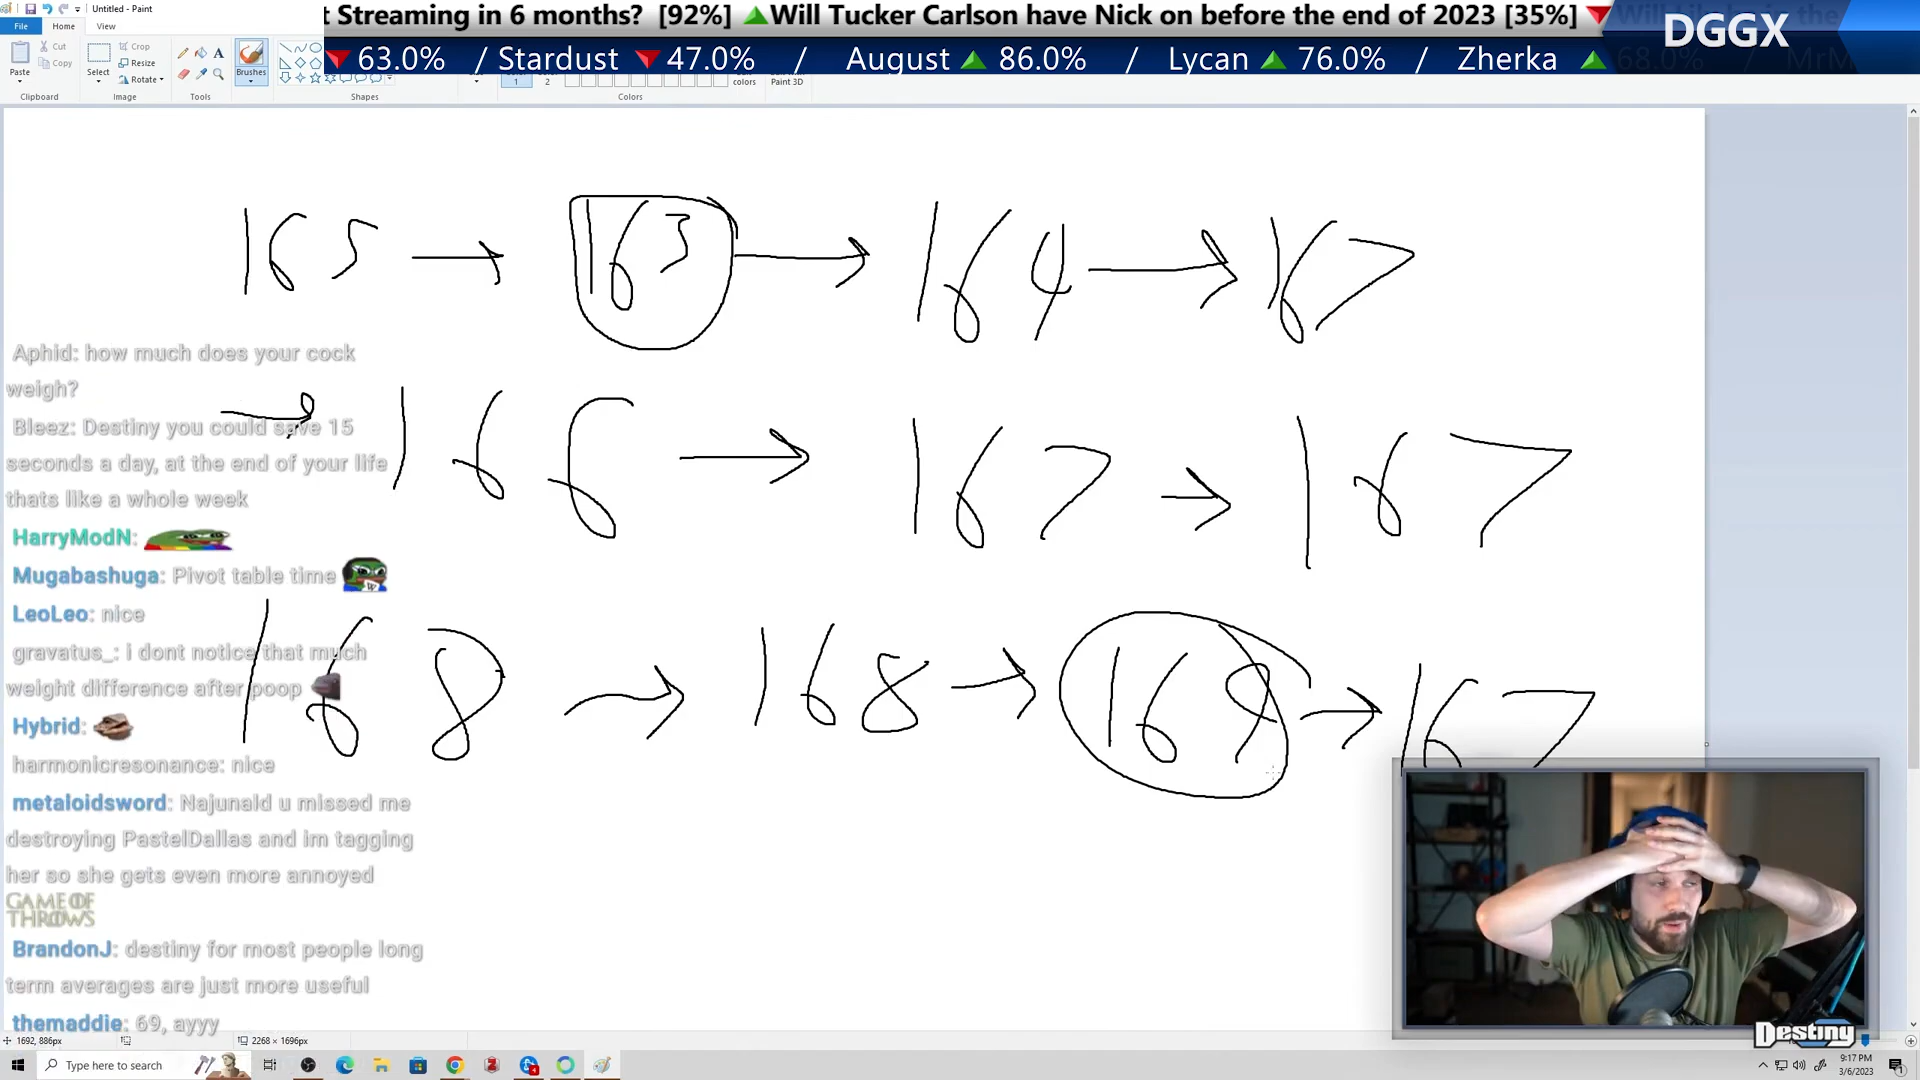 Untitled - Paint
t Streaming in 6 months? [92%] Will Tucker Carlson have Nick on before the end of 2023 [35%]
DGGX
63.0% / Stardust 47.0% / August 86.0% / Lycan 76.0% / Zherka 68.0% / MrM
File Home View
Paste Cut Copy
Select Crop Resize Rotate
Brushes
Clipboard Image Tools Shapes Colors
1 2 colors Paint 3D
165 → 163 → 164 → 167
→ 166 → 167 → 167
168 → 168 → 169 → 167
Aphid: how much does your cock
weigh?
Bleez: Destiny you could save 15
seconds a day, at the end of your life
thats like a whole week
HarryModN:
Mugabashuga: Pivot table time
LeoLeo: nice
gravatus_: i dont notice that much
weight difference after poop
Hybrid:
harmonicresonance: nice
metaloidsword: Najunald u missed me
destroying PastelDallas and im tagging
her so she gets even more annoyed
GAME OF
THROWS
BrandonJ: destiny for most people long
term averages are just more useful
themaddie: 69, ayyy
Destiny
1692, 886px
2268 × 1696px
Type here to search
9:17 PM
3/6/2023